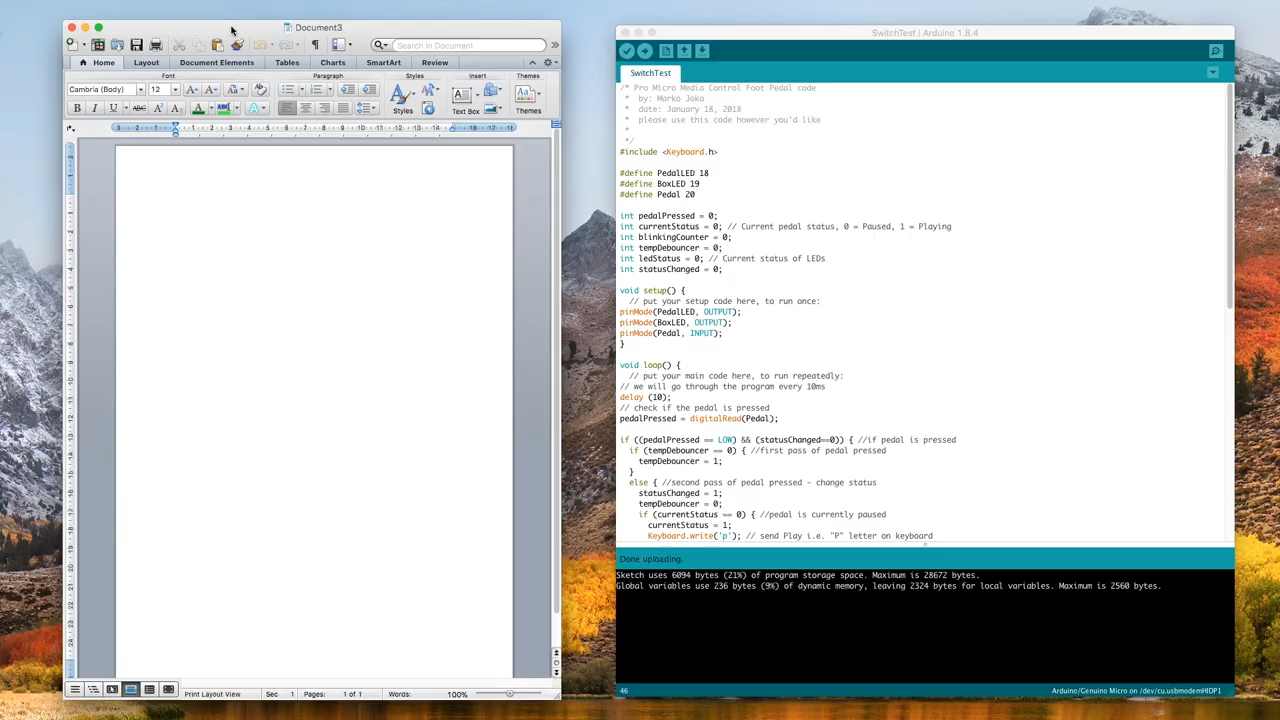 Document3
Search in Document
Home Layout Document Elements Tables Charts SmartArt Review
Font Paragraph Styles Insert Themes
Cambria (Body) 12
Styles Text Box Themes
Print Layout View Sec 1 Pages: 1 of 1 Words: 100%
SwitchTest | Arduino 1.8.4
SwitchTest
/* Pro Micro Media Control Foot Pedal code
* by: Marko Joka
* date: January 18, 2018
* please use this code however you'd like
*
*/
#include <Keyboard.h>
#define PedalLED 18
#define BoxLED 19
#define Pedal 20
int pedalPressed = 0;
int currentStatus = 0; // Current pedal status, 0 = Paused, 1 = Playing
int blinkingCounter = 0;
int tempDebouncer = 0;
int ledStatus = 0; // Current status of LEDs
int statusChanged = 0;
void setup() {
// put your setup code here, to run once:
pinMode(PedalLED, OUTPUT);
pinMode(BoxLED, OUTPUT);
pinMode(Pedal, INPUT);
}
void loop() {
// put your main code here, to run repeatedly:
// we will go through the program every 10ms
delay (10);
// check if the pedal is pressed
pedalPressed = digitalRead(Pedal);
if ((pedalPressed == LOW) && (statusChanged==0)) { //if pedal is pressed
if (tempDebouncer == 0) { //first pass of pedal pressed
tempDebouncer = 1;
}
else { //second pass of pedal pressed - change status
statusChanged = 1;
tempDebouncer = 0;
if (currentStatus == 0) { //pedal is currently paused
currentStatus = 1;
Keyboard.write('p'); // send Play i.e. "P" letter on keyboard
Done uploading.
Sketch uses 6094 bytes (21%) of program storage space. Maximum is 28672 bytes.
Global variables use 236 bytes (9%) of dynamic memory, leaving 2324 bytes for local variables. Maximum is 2560 bytes.
46 Arduino/Genuino Micro on /dev/cu.usbmodemHIDP1